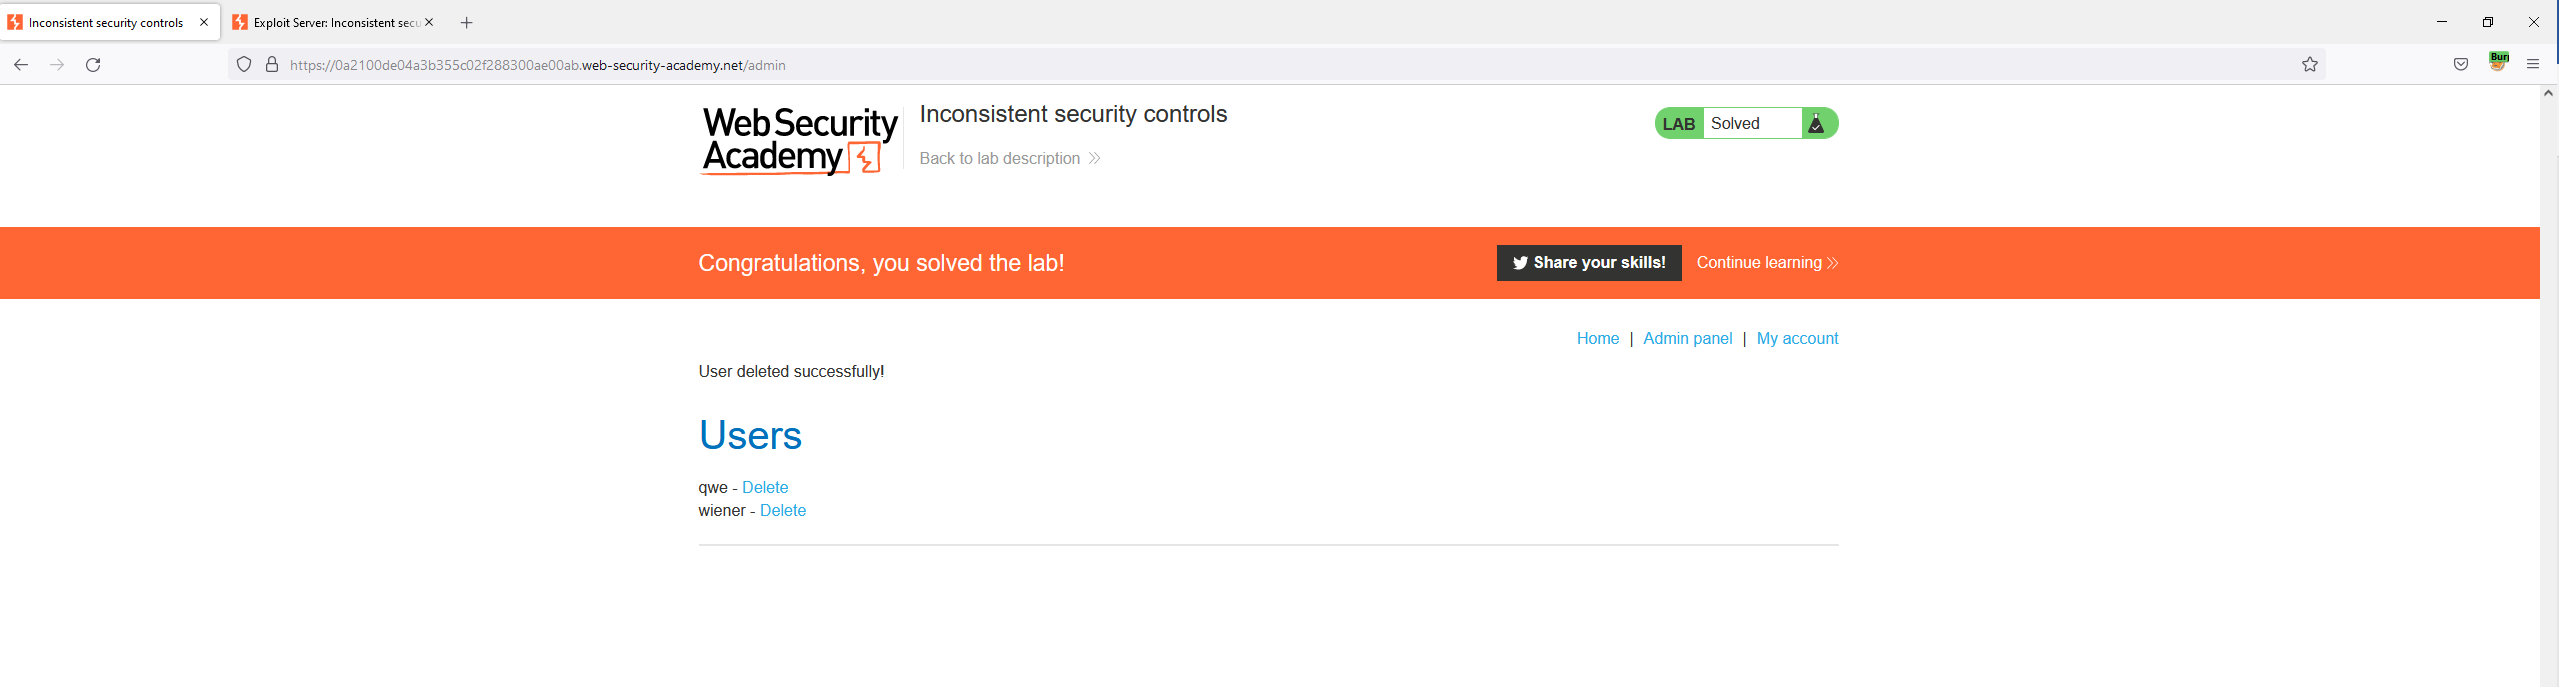 Inconsistent security controls
Exploit Server: Inconsistent secu
https://0a2100de04a3b355c02f288300ae00ab.web-security-academy.net/admin
Bur
Web Security
Academy
Inconsistent security controls
Back to lab description
LAB Solved
Congratulations, you solved the lab!
Share your skills! Continue learning
Home | Admin panel | My account
User deleted successfully!
Users
qwe - Delete
wiener - Delete